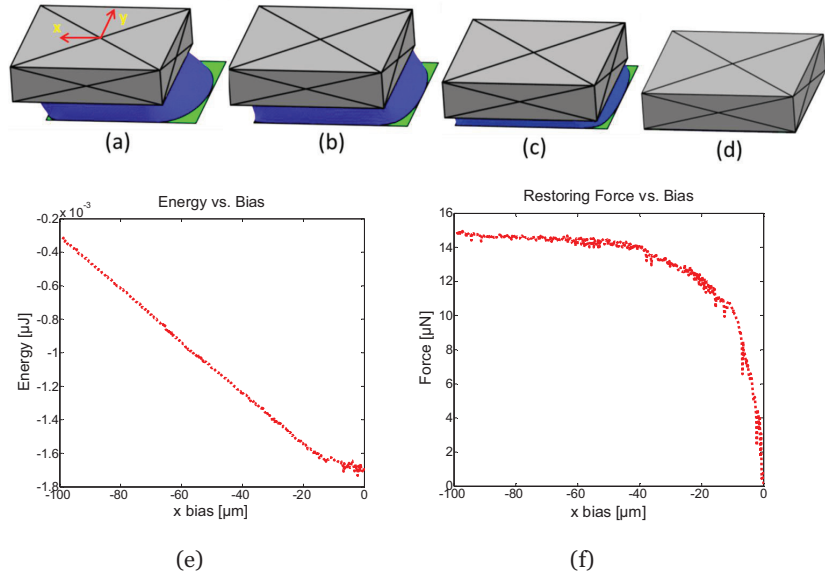 x y
(a) (b) (c) (d)
Energy vs. Bias
x 10⁻³
-0.2
-0.4
-0.6
-0.8
-1
-1.2
-1.4
-1.6
-1.8
Energy [µJ]
-100 -80 -60 -40 -20 0
x bias [µm]
(e)
Restoring Force vs. Bias
16
14
12
10
8
6
4
2
0
Force [µN]
-100 -80 -60 -40 -20 0
x bias [µm]
(f)